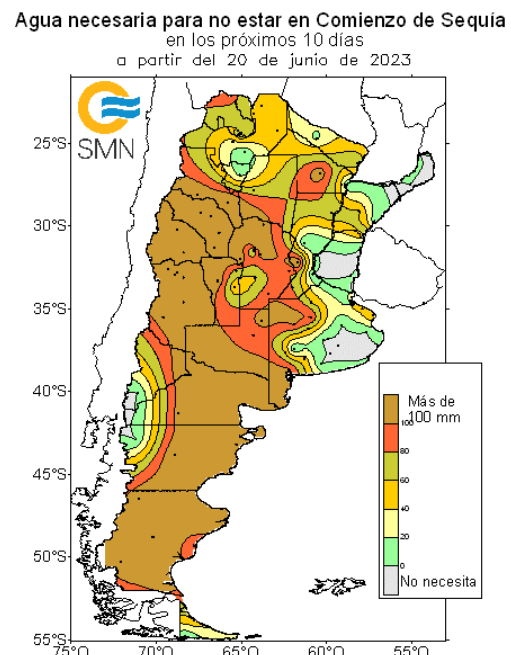 Agua necesaria para no estar en Comienzo de Sequía
en los próximos 10 días
a partir del 20 de junio de 2023
SMN
25°S
30°S
35°S
40°S
45°S
50°S
55°S
75°O
70°O
65°O
60°O
55°O
Más de
100 mm
100
80
60
40
20
0
No necesita